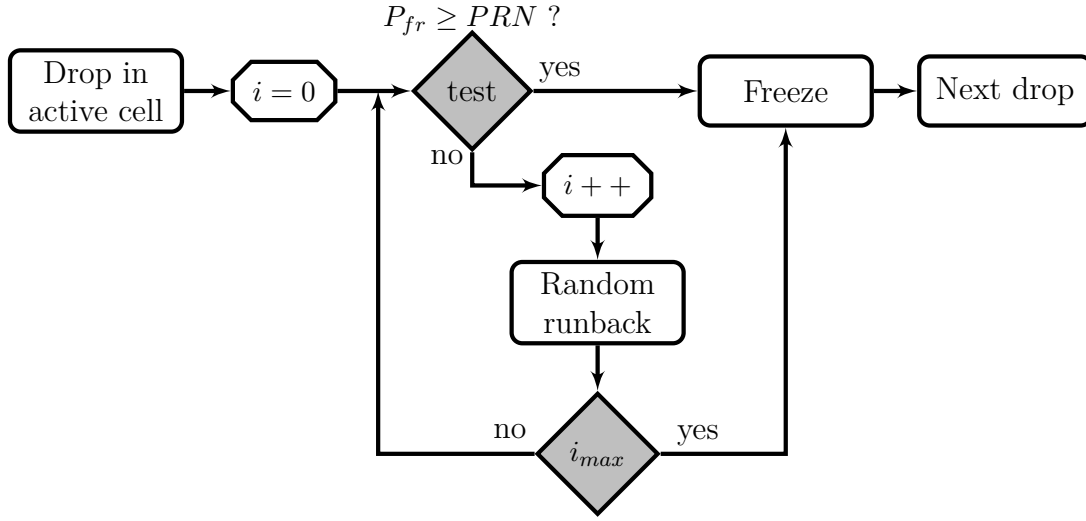 P_{fr} ≥ PRN ?
Drop in
active cell
i = 0
test
yes
Freeze
Next drop
no
i + +
Random
runback
no
i_{max}
yes